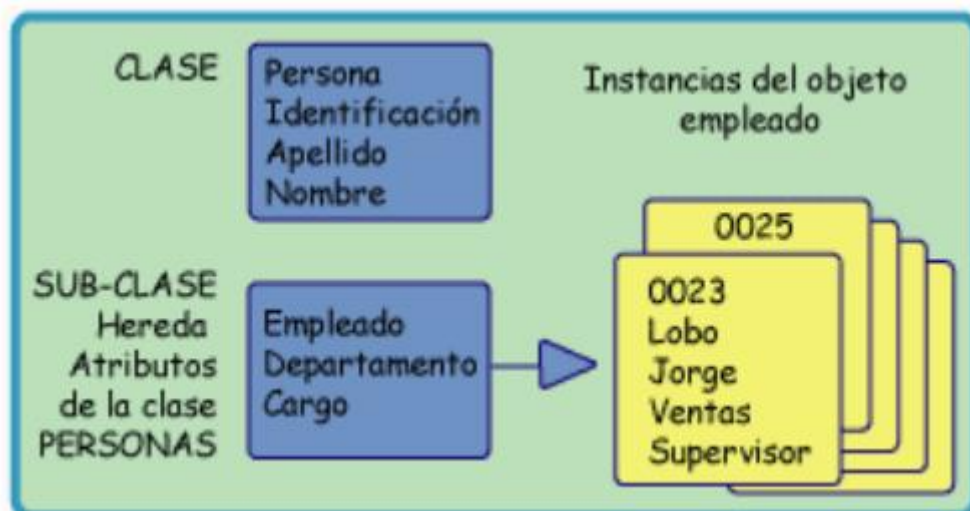 CLASE
Persona
Identificación
Apellido
Nombre
Instancias del objeto
empleado
SUB-CLASE
Hereda
Atributos
de la clase
PERSONAS
Empleado
Departamento
Cargo
0025
0023
Lobo
Jorge
Ventas
Supervisor